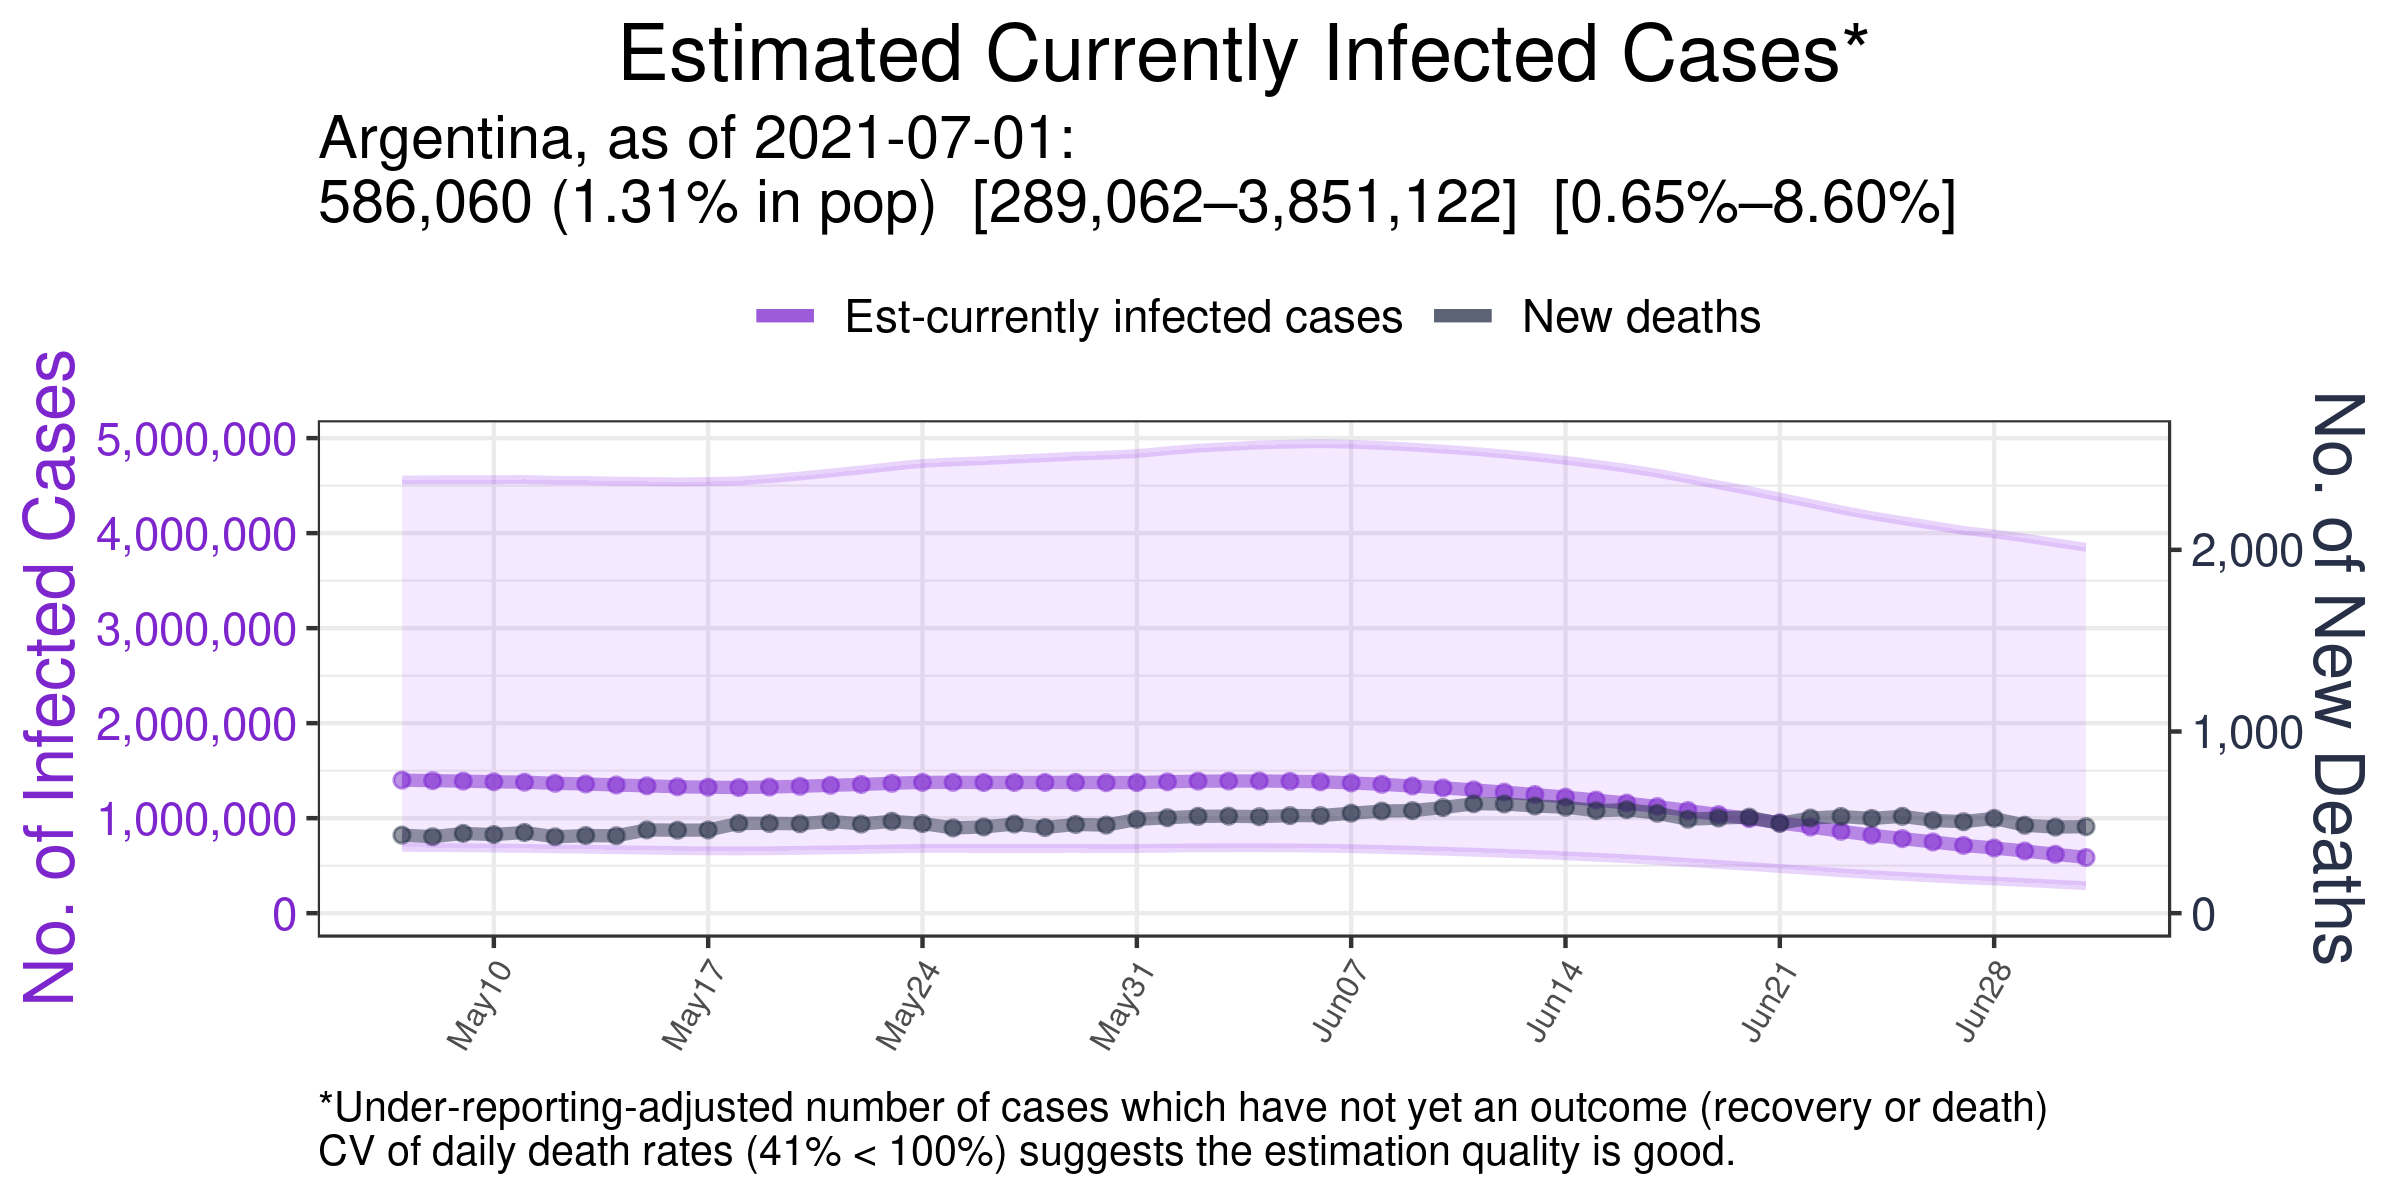 Estimated Currently Infected Cases*
Argentina, as of 2021-07-01:
586,060 (1.31% in pop)  [289,062–3,851,122]  [0.65%–8.60%]
Est-currently infected cases
New deaths
No. of Infected Cases
5,000,000
4,000,000
3,000,000
2,000,000
1,000,000
0
No. of New Deaths
2,000
1,000
0
May10
May17
May24
May31
Jun07
Jun14
Jun21
Jun28
*Under-reporting-adjusted number of cases which have not yet an outcome (recovery or death)
CV of daily death rates (41% < 100%) suggests the estimation quality is good.